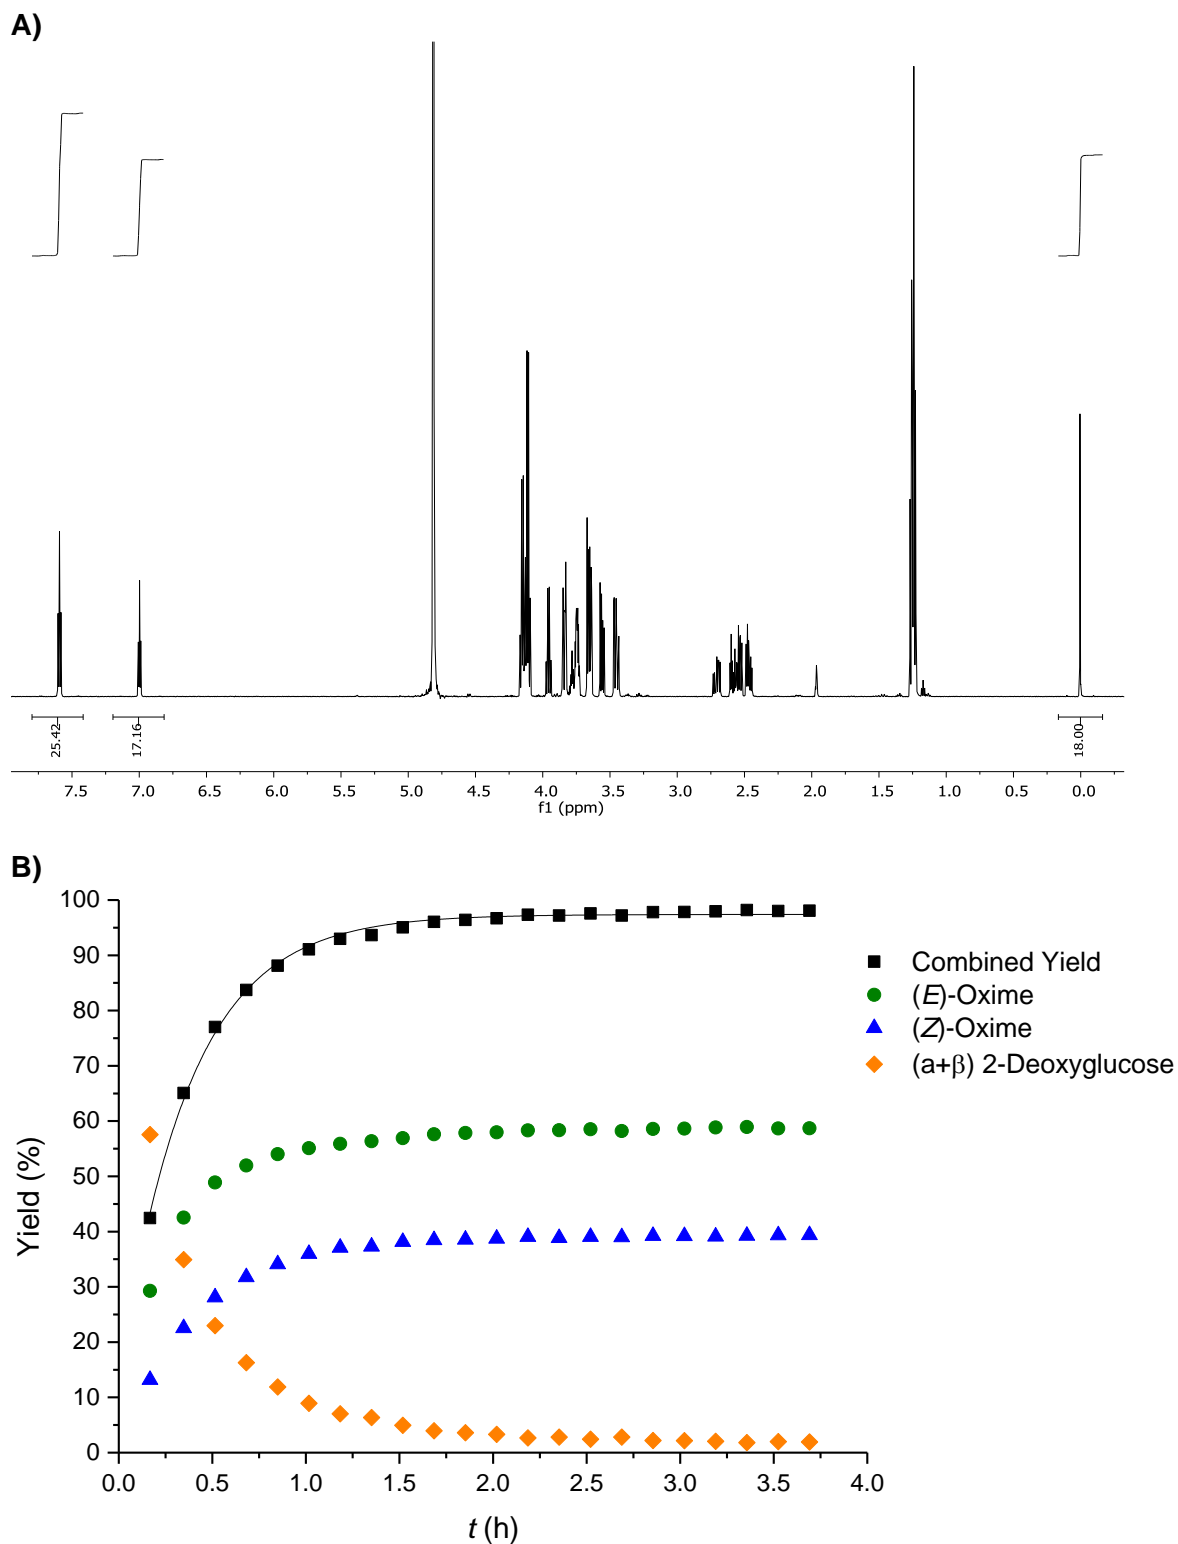 A)
25.42
17.16
18.00
7.5 7.0 6.5 6.0 5.5 5.0 4.5 4.0 3.5 3.0 2.5 2.0 1.5 1.0 0.5 0.0
f1 (ppm)
B)
100
90
80
70
60
50
40
30
20
10
0
Yield (%)
0.0 0.5 1.0 1.5 2.0 2.5 3.0 3.5 4.0
t (h)
Combined Yield
(E)-Oxime
(Z)-Oxime
(a+β) 2-Deoxyglucose